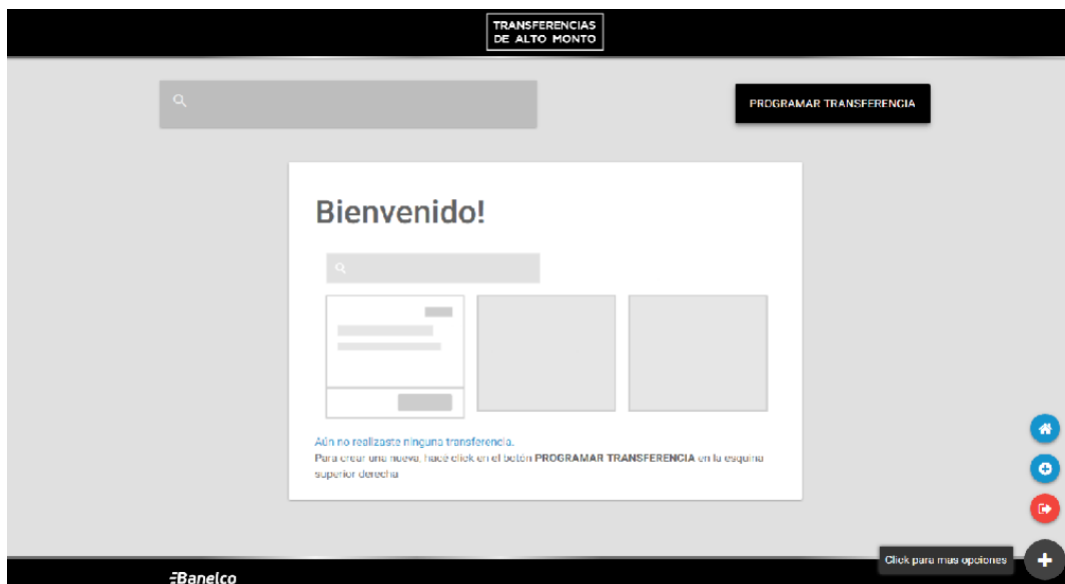 TRANSFERENCIAS
DE ALTO MONTO
PROGRAMAR TRANSFERENCIA
Bienvenido!
Aún no realizaste ninguna transferencia.
Para crear una nueva, hacé click en el botón PROGRAMAR TRANSFERENCIA en la esquina
superior derecha
Click para mas opciones
Banelco